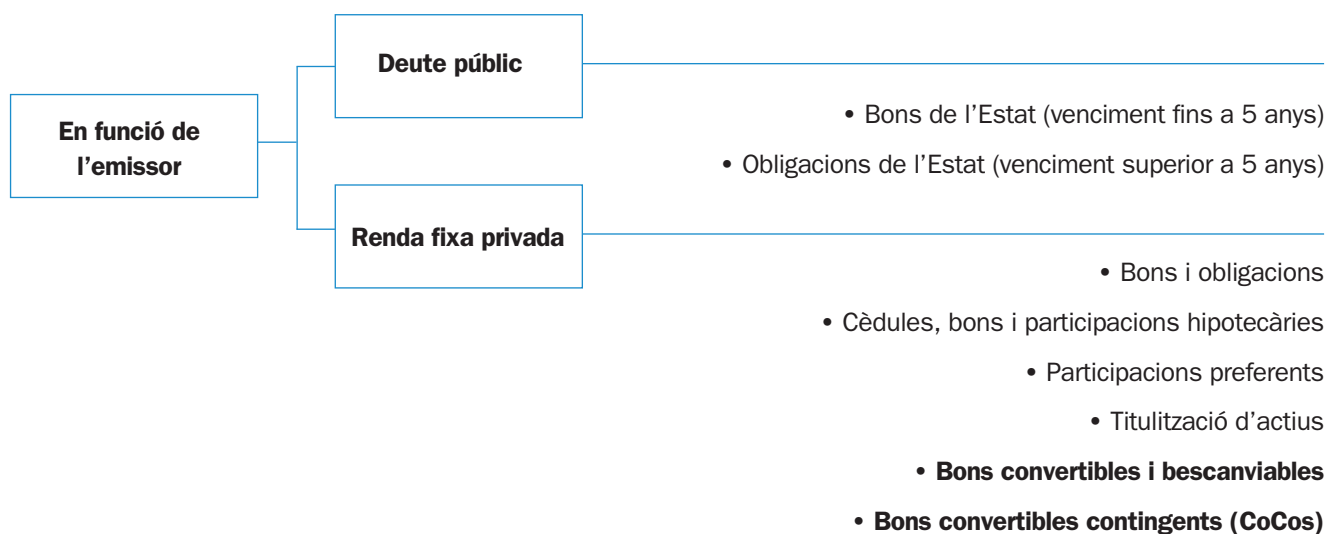 En funció de
l’emissor
Deute públic
• Bons de l’Estat (venciment fins a 5 anys)
• Obligacions de l’Estat (venciment superior a 5 anys)
Renda fixa privada
• Bons i obligacions
• Cèdules, bons i participacions hipotecàries
• Participacions preferents
• Titulització d’actius
• Bons convertibles i bescanviables
• Bons convertibles contingents (CoCos)